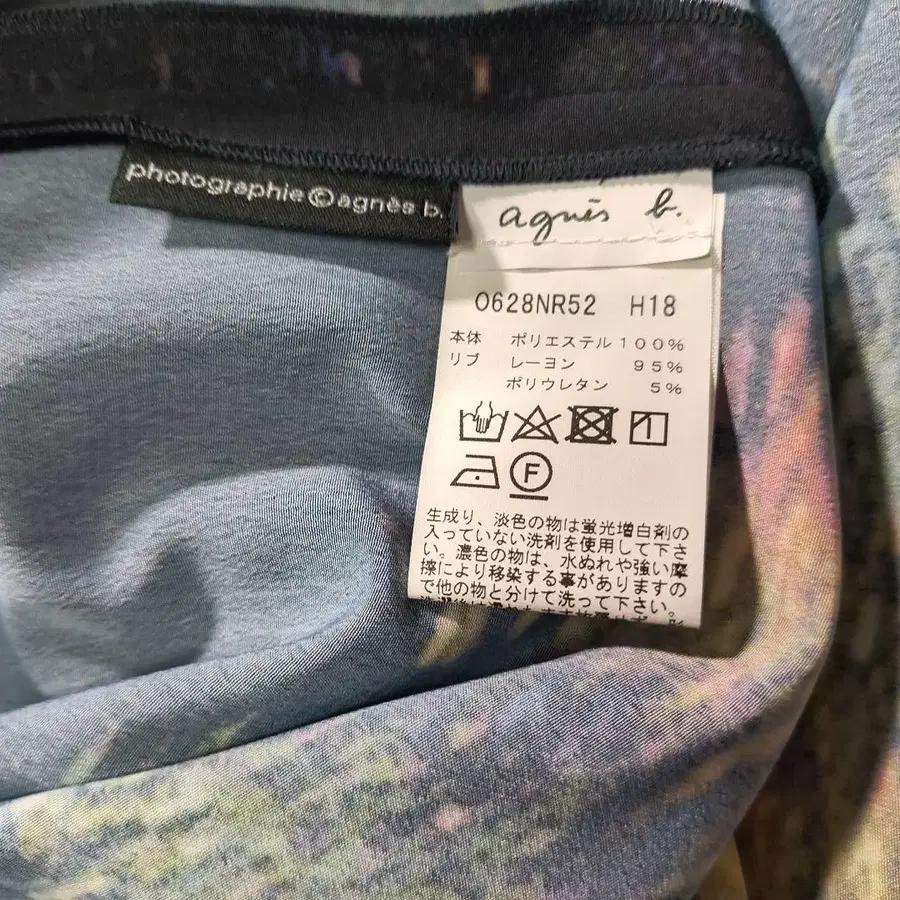 photographie©agnès b.
agnès b.
0628NR52 H18
本体 ポリエステル 100%
リブ レーヨン 95%
ポリウレタン 5%
F
生成り、淡色の物は蛍光増白剤の
入っていない洗剤を使用して下さ
い。濃色の物は、水ぬれや強い摩
擦により移染する事がありますの
で他の物と分けて洗って下さい。